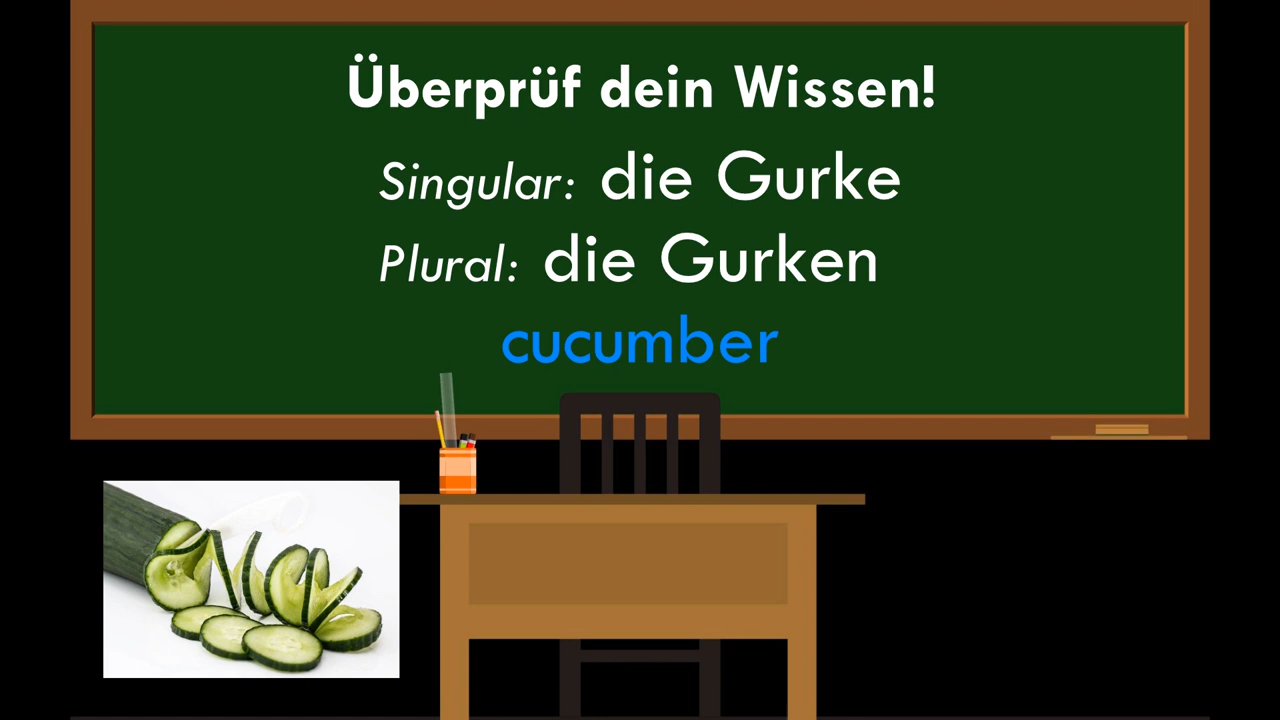 Überprüf dein Wissen!
Singular: die Gurke
Plural: die Gurken
cucumber